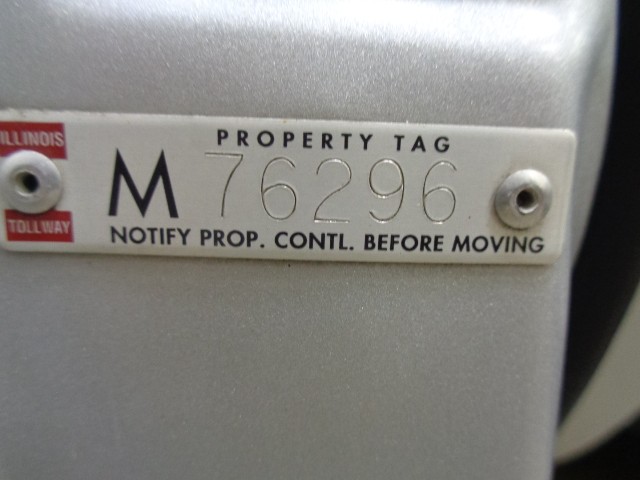 ILLINOIS
TOLLWAY
PROPERTY TAG
M 76296
NOTIFY PROP. CONTL. BEFORE MOVING